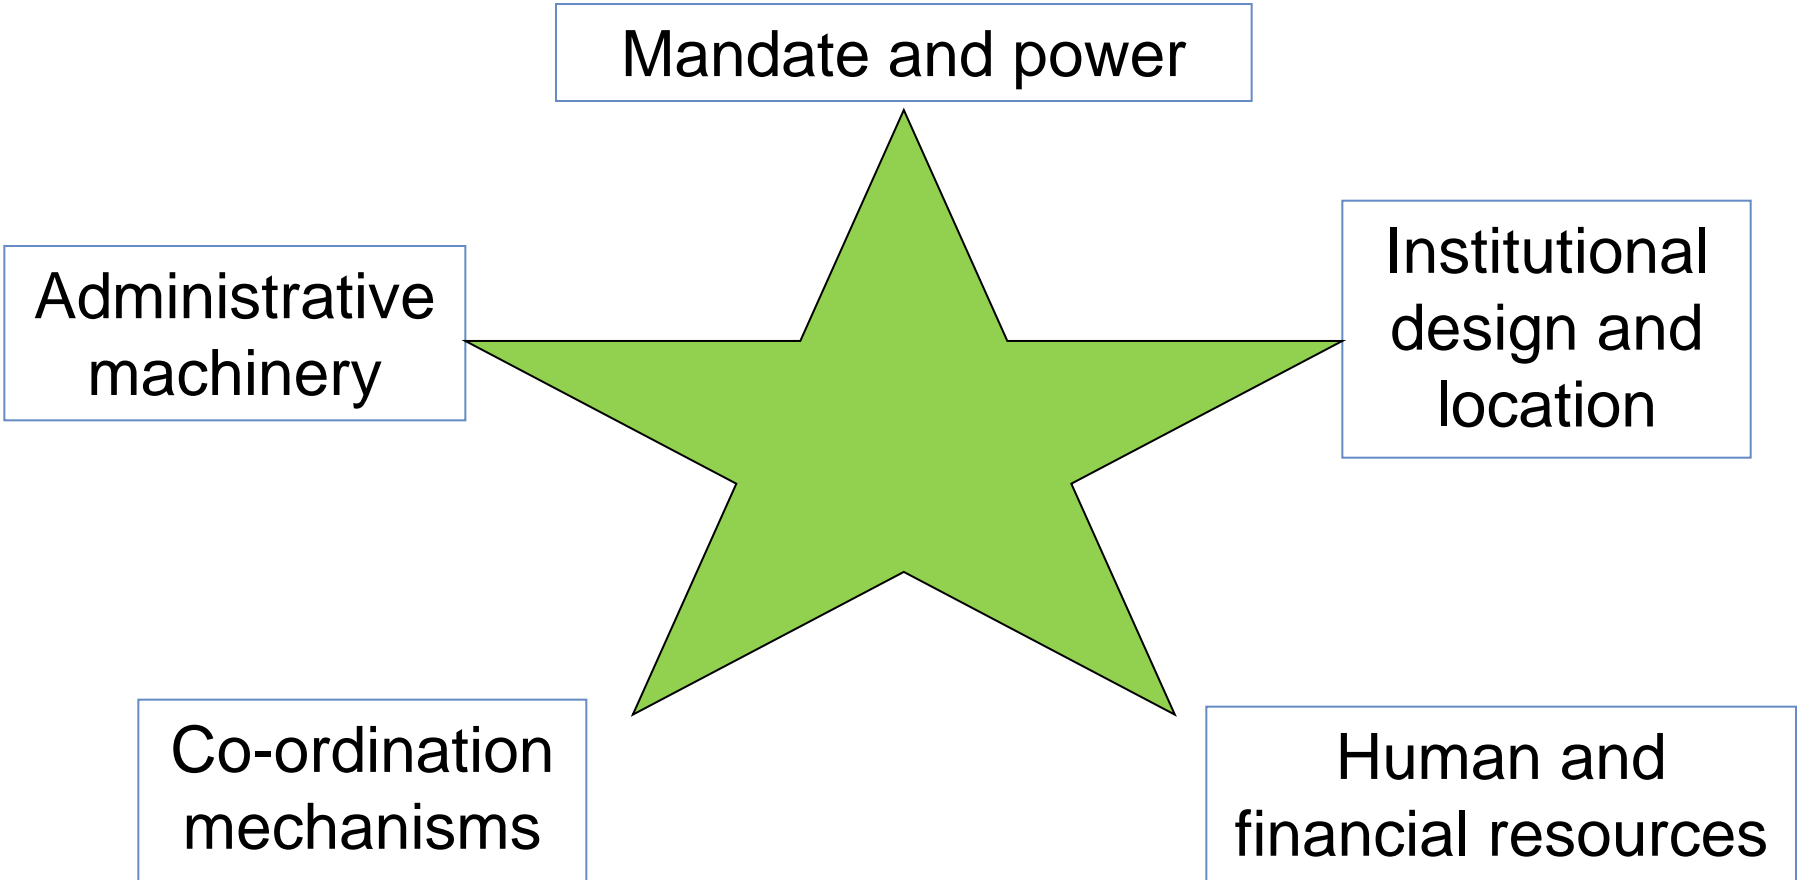 Mandate and power
Administrative
machinery
Institutional
design and
location
Co-ordination
mechanisms
Human and
financial resources